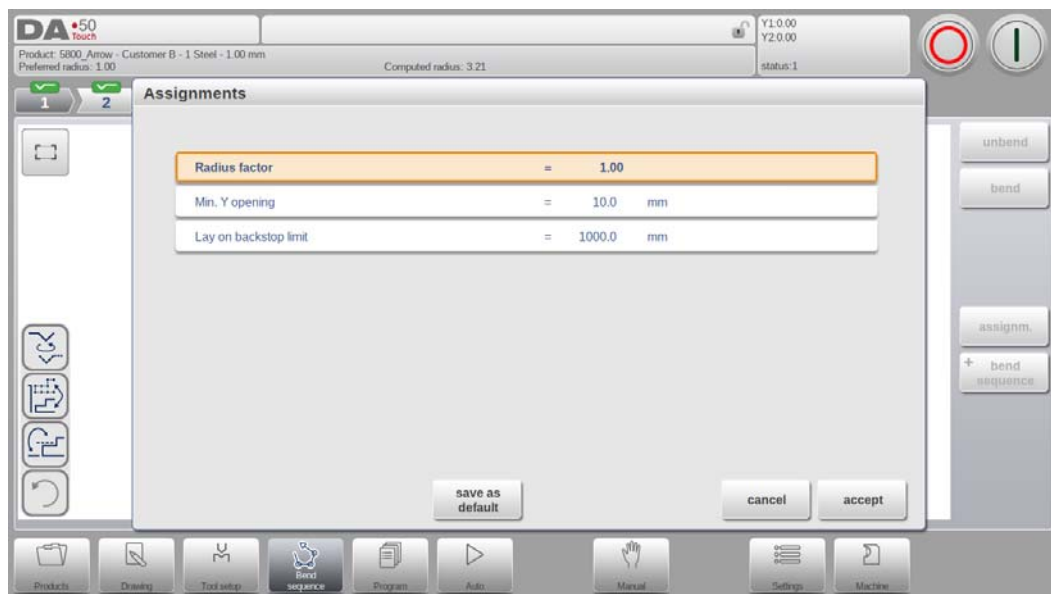 DA•50
Touch
Y1:0.00
Y2:0.00
Product: 5800_Arrow - Customer B - 1 Steel - 1.00 mm
Preferred radius: 1.00
Computed radius: 3.21
status:1
1
2
Assignments
unbend
Radius factor = 1.00
bend
Min. Y opening = 10.0 mm
Lay on backstop limit = 1000.0 mm
assignm.
+ bend
sequence
save as
default
cancel
accept
Products
Drawing
Tool setup
Bend
sequence
Program
Auto
Manual
Settings
Machine